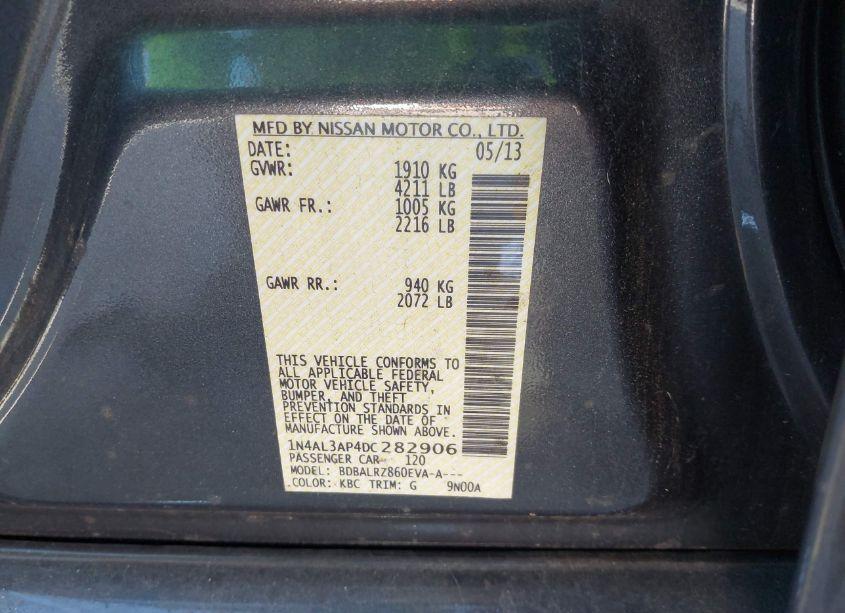 MFD BY NISSAN MOTOR CO., LTD.
DATE: 05/13
GVWR: 1910 KG
4211 LB
GAWR FR.: 1005 KG
2216 LB
GAWR RR.: 940 KG
2072 LB
THIS VEHICLE CONFORMS TO
ALL APPLICABLE FEDERAL
MOTOR VEHICLE SAFETY,
BUMPER, AND THEFT
PREVENTION STANDARDS IN
EFFECT ON THE DATE OF
MANUFACTURE SHOWN ABOVE.
1N4AL3AP4DC282906
PASSENGER CAR 120
MODEL: BDBALRZ860EVA-A---
COLOR: KBC TRIM: G 9N00A